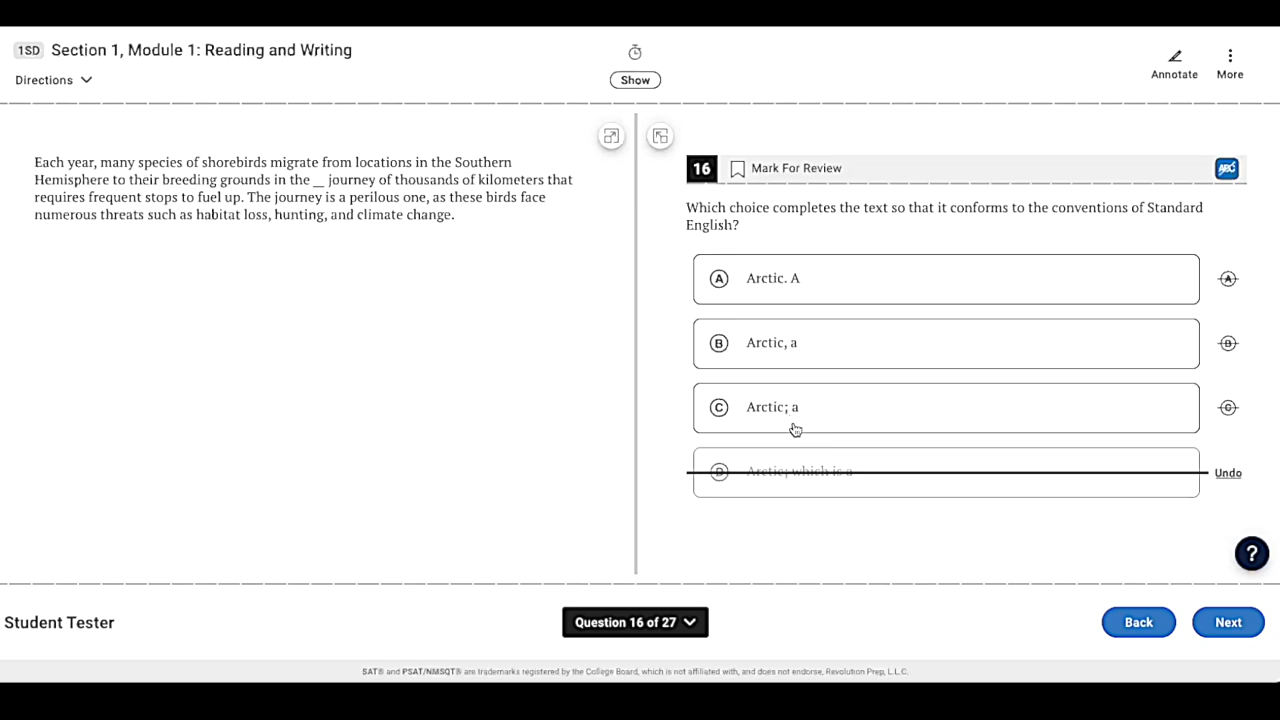 1SD Section 1, Module 1: Reading and Writing
Directions
Show
Annotate
More
Each year, many species of shorebirds migrate from locations in the Southern
Hemisphere to their breeding grounds in the __ journey of thousands of kilometers that
requires frequent stops to fuel up. The journey is a perilous one, as these birds face
numerous threats such as habitat loss, hunting, and climate change.
16 Mark For Review ABC
Which choice completes the text so that it conforms to the conventions of Standard
English?
A Arctic. A A
B Arctic, a B
C Arctic; a C
D Arctic; which is a Undo
?
Student Tester
Question 16 of 27
Back
Next
SAT® and PSAT/NMSQT® are trademarks registered by the College Board, which is not affiliated with, and does not endorse, Revolution Prep, L.L.C.